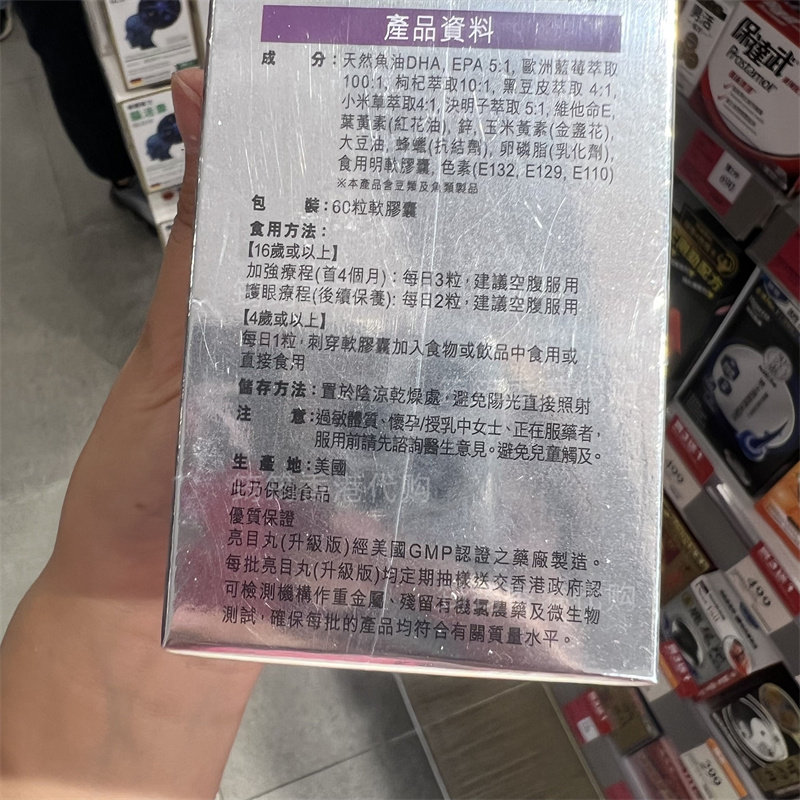 產品資料
成 分：天然魚油DHA, EPA 5:1, 歐洲藍莓萃取
100:1, 枸杞萃取10:1, 黑豆皮萃取 4:1,
小米草萃取4:1, 決明子萃取 5:1, 維他命E,
葉黃素(紅花油), 鋅, 玉米黃素(金盞花),
大豆油, 蜂蠟(抗結劑), 卵磷脂(乳化劑),
食用明軟膠囊, 色素(E132, E129, E110)
※本產品含豆類及魚類製品
包 裝：60粒軟膠囊
食用方法：
【16歲或以上】
加強療程(首4個月)：每日3粒，建議空腹服用
護眼療程(後續保養)：每日2粒，建議空腹服用
【4歲或以上】
每日1粒，刺穿軟膠囊加入食物或飲品中食用或
直接食用
儲存方法：置於陰涼乾燥處，避免陽光直接照射
注 意：過敏體質、懷孕/授乳中女士、正在服藥者，
服用前請先諮詢醫生意見。避免兒童觸及。
生產地：美國
此乃保健食品
優質保證
亮目丸(升級版)經美國GMP認證之藥廠製造。
每批亮目丸(升級版)均定期抽樣送交香港政府認
可檢測機構作重金屬、殘留有機氯農藥及微生物
測試，確保每批的產品均符合有關質量水平。
港代购
购
保達武
Prostamol